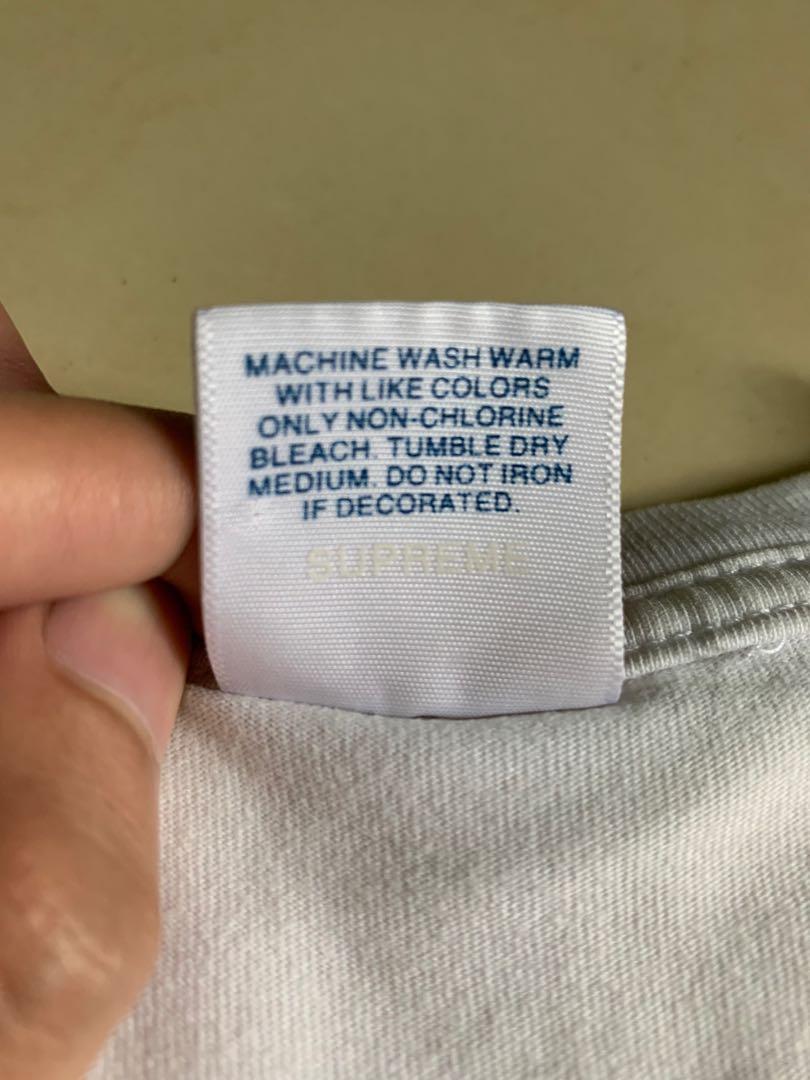 MACHINE WASH WARM
WITH LIKE COLORS
ONLY NON-CHLORINE
BLEACH. TUMBLE DRY
MEDIUM. DO NOT IRON
IF DECORATED.
SUPREME